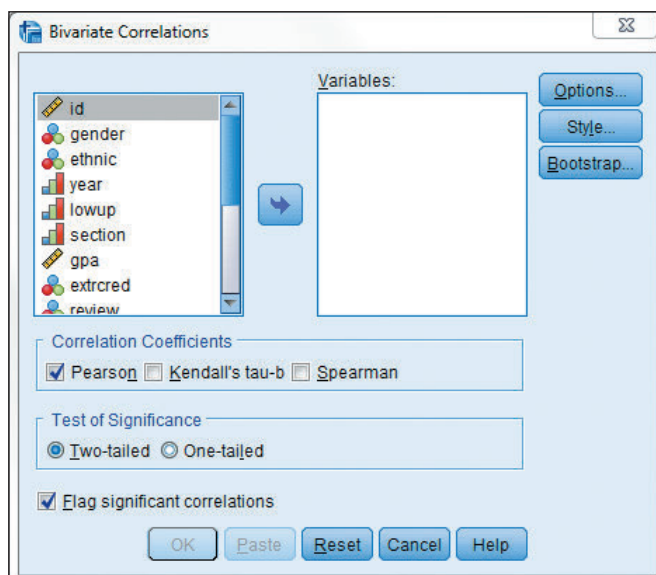 Bivariate Correlations
Variables:
id
gender
ethnic
year
lowup
section
gpa
extrcred
review
Options...
Style...
Bootstrap...
Correlation Coefficients
Pearson Kendall's tau-b Spearman
Test of Significance
Two-tailed One-tailed
Flag significant correlations
OK Paste Reset Cancel Help